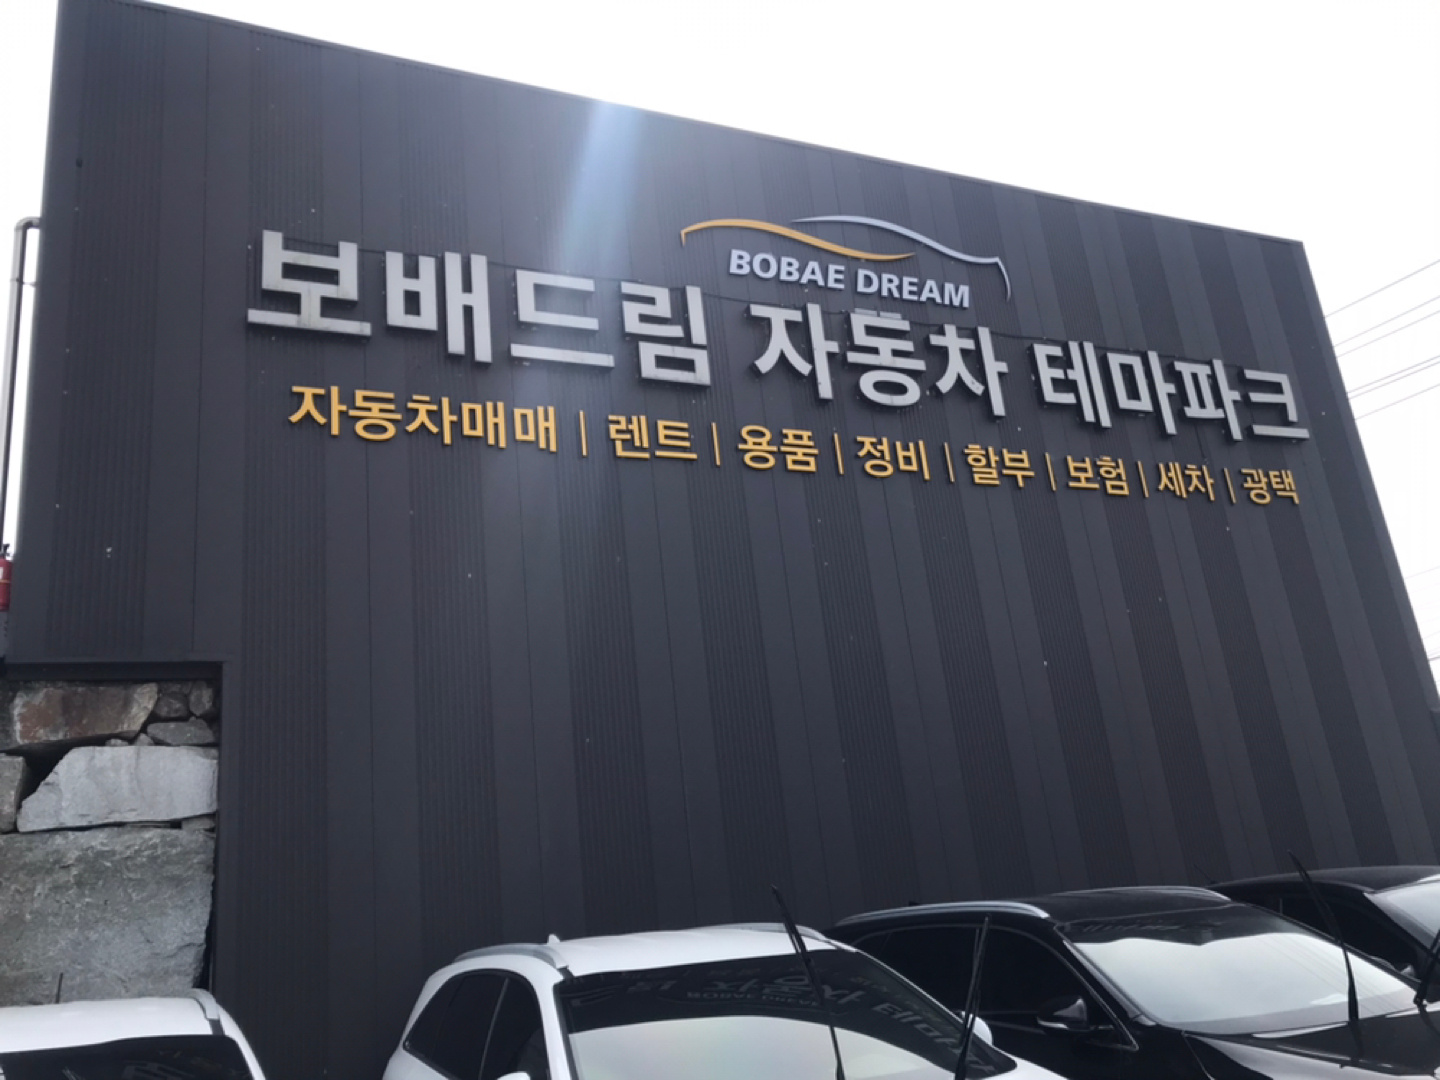 BOBAE DREAM
보배드림 자동차 테마파크
자동차매매 | 렌트 | 용품 | 정비 | 할부 | 보험 | 세차 | 광택